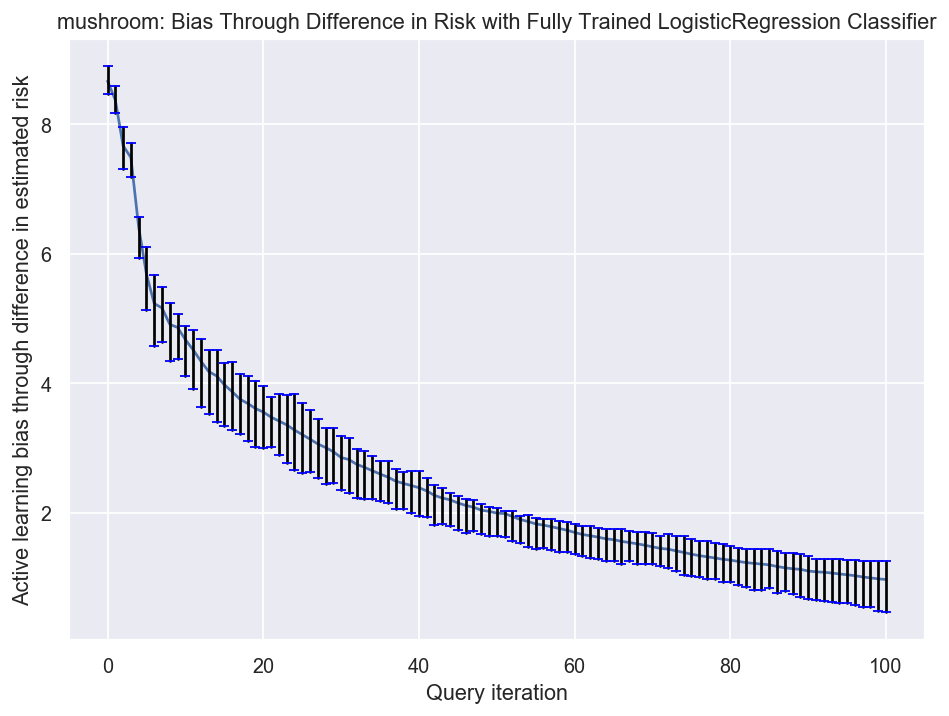 mushroom: Bias Through Difference in Risk with Fully Trained LogisticRegression Classifier
Active learning bias through difference in estimated risk
8
6
4
2
0 20 40 60 80 100
Query iteration